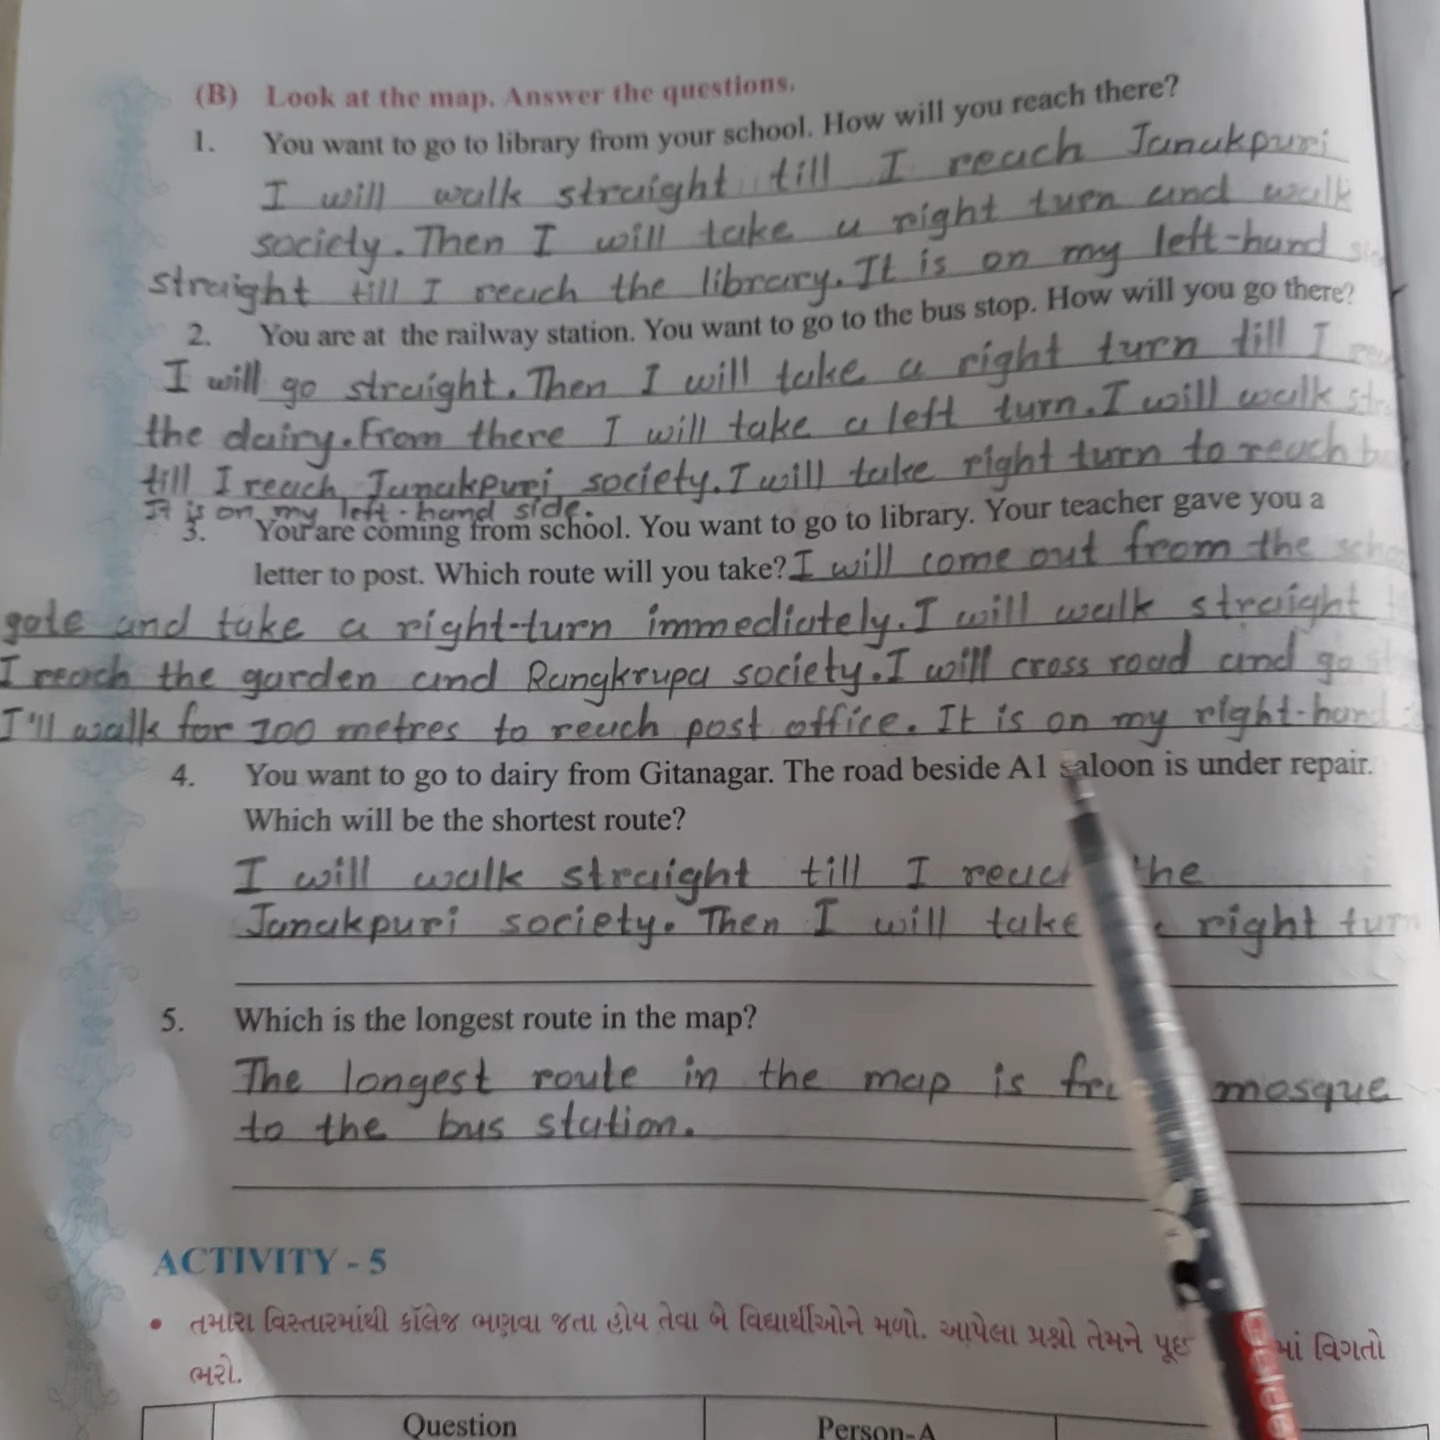 (B) Look at the map. Answer the questions.
1. You want to go to library from your school. How will you reach there?
I will walk straight till I reach Janakpuri
society. Then I will take a right turn and walk
straight till I reach the library. It is on my left-hand
2. You are at the railway station. You want to go to the bus stop. How will you go there?
I will go straight. Then I will take a right turn till I
the dairy. From there I will take a left turn. I will walk
till I reach Janakpuri society. I will take right turn to reach
It is on my left-hand side.
3. You are coming from school. You want to go to library. Your teacher gave you a
letter to post. Which route will you take? I will come out from the
gate and take a right-turn immediately. I will walk straight
I reach the garden and Rangkrupa society. I will cross road and go
I'll walk for 100 metres to reach post office. It is on my right-hand
4. You want to go to dairy from Gitanagar. The road beside A1 saloon is under repair.
Which will be the shortest route?
I will walk straight till I reach the
Janakpuri society. Then I will take right turn
5. Which is the longest route in the map?
The longest route in the map is mosque
to the bus station.
ACTIVITY - 5
• તમારા વિસ્તારમાંથી કૉલેજ ભણવા જતા હોય તેવા બે વિદ્યાર્થીઓને મળો. આપેલા પ્રશ્નો તેમને પૂછી માં વિગતો
ભરો.
Question Person-A